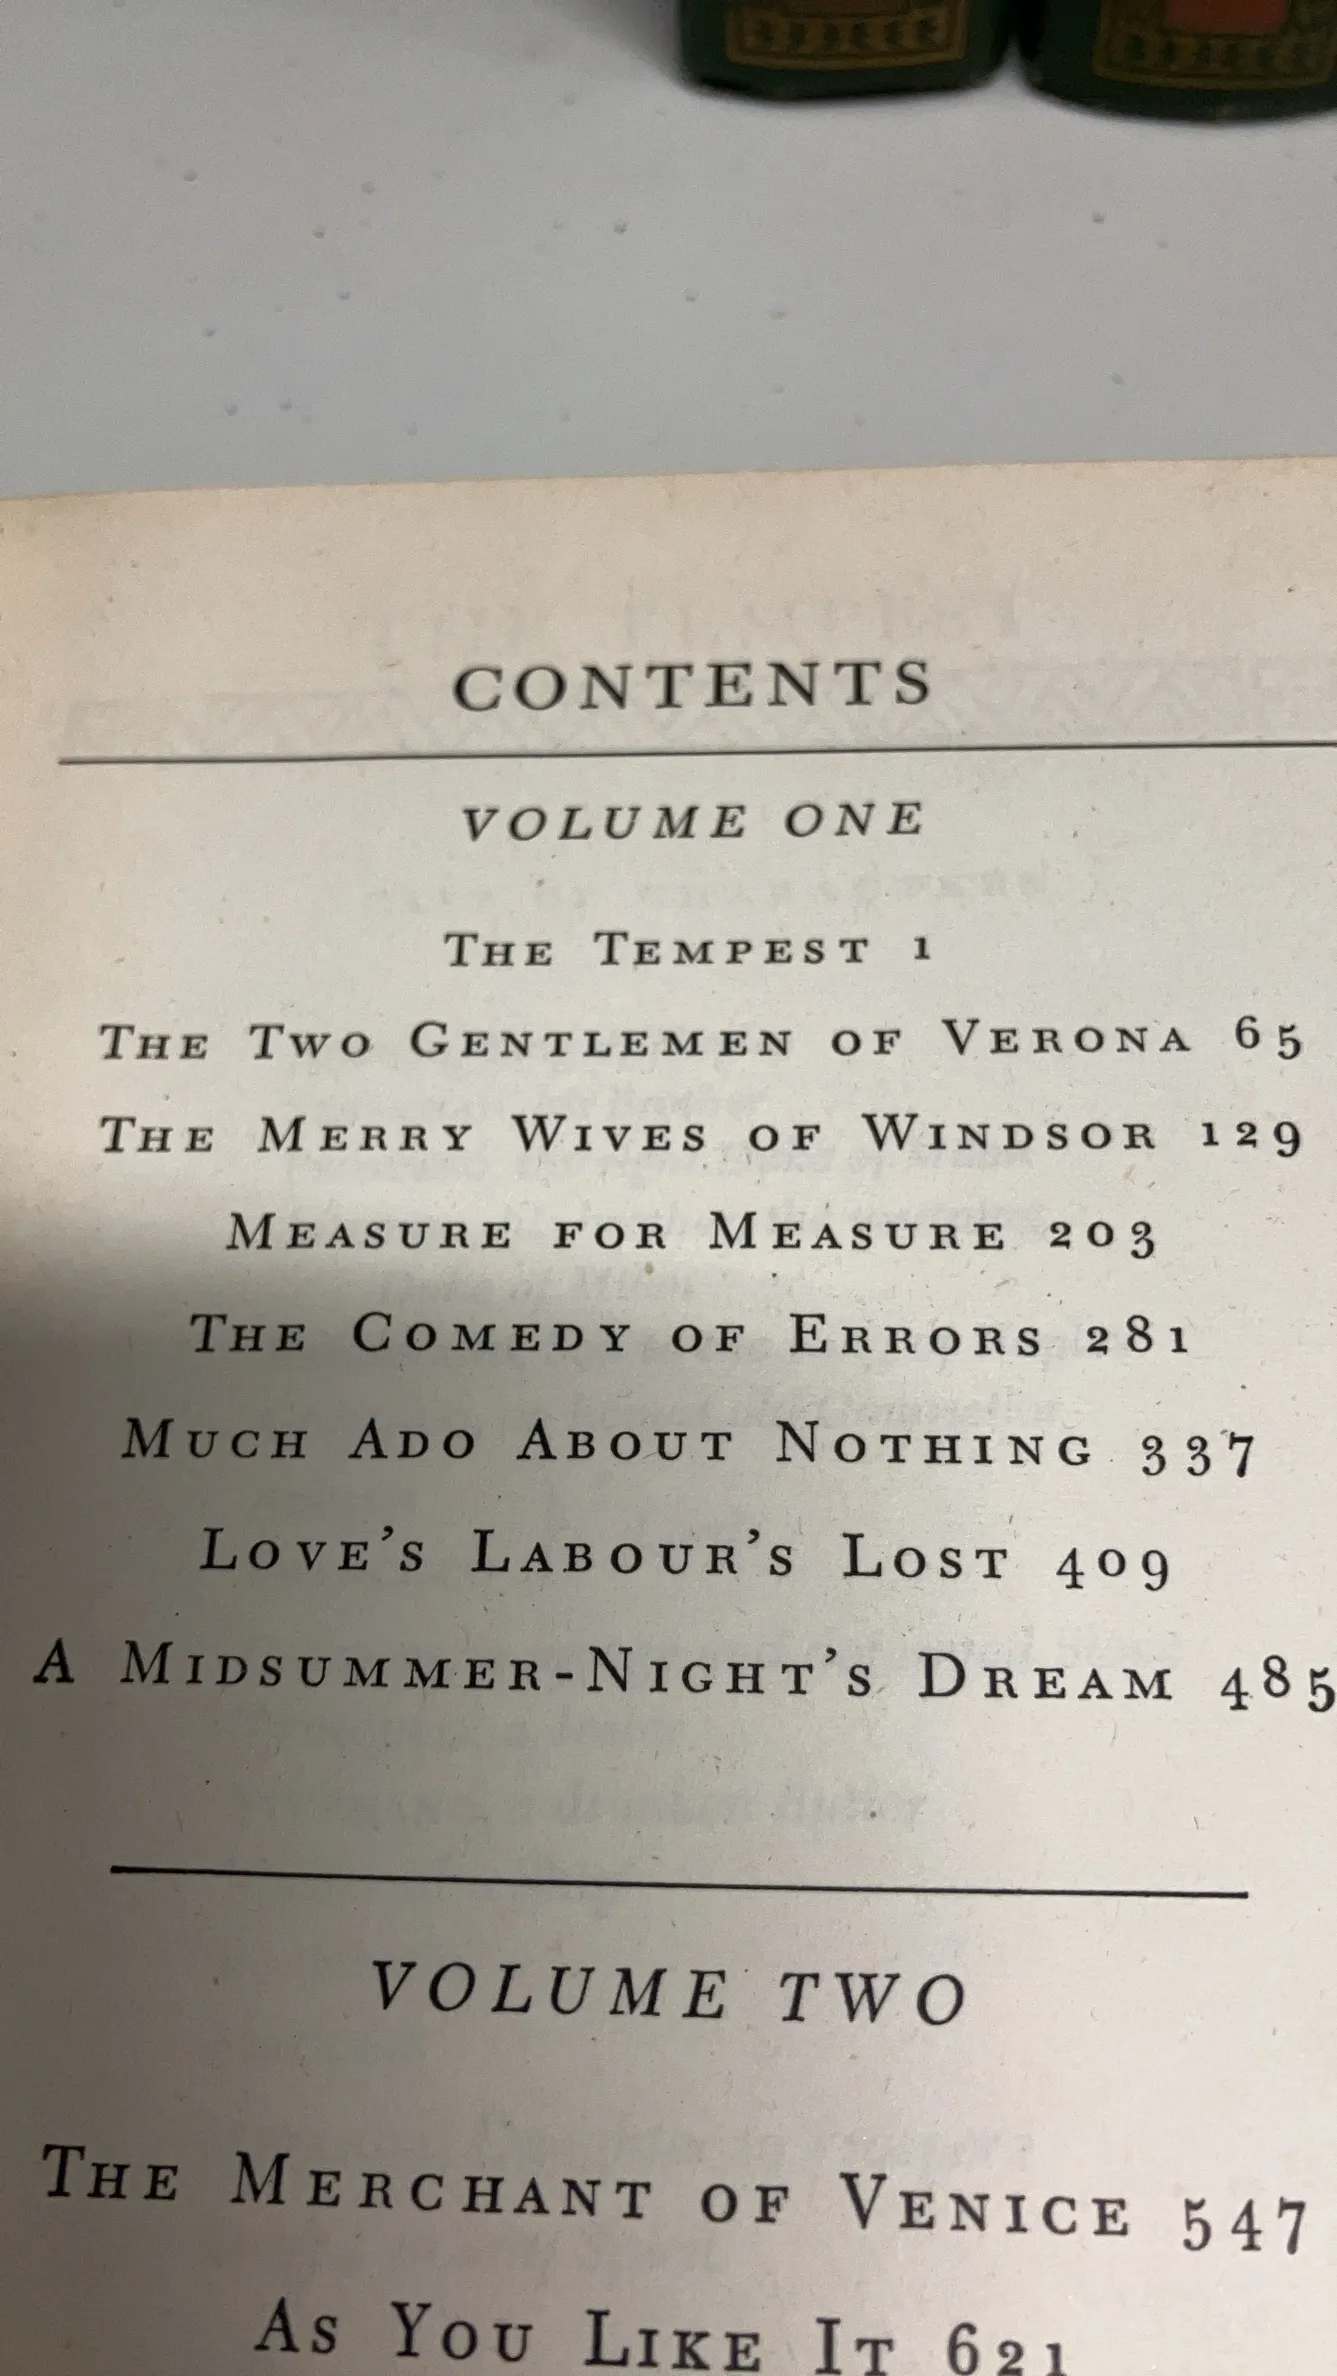 CONTENTS
VOLUME ONE
THE TEMPEST 1
THE TWO GENTLEMEN OF VERONA 65
THE MERRY WIVES OF WINDSOR 129
MEASURE FOR MEASURE 203
THE COMEDY OF ERRORS 281
MUCH ADO ABOUT NOTHING 337
LOVE’S LABOUR’S LOST 409
A MIDSUMMER-NIGHT’S DREAM 485
VOLUME TWO
THE MERCHANT OF VENICE 547
AS YOU LIKE IT 621